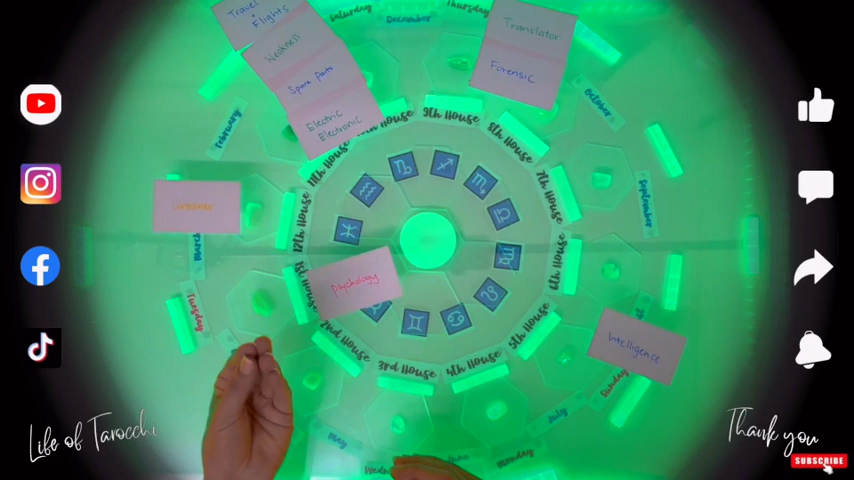 Saturday
December
Thursday
Travel
+ Flights
Weakness
Spare parts
Electric
Electronic
Translator
Forensic
October
February
10th House
9th House
8th House
11th House
7th House
September
12th House
March
1st House
Psychology
6th House
Tuesday
2nd House
3rd House
4th House
5th House
Intelligence
Sunday
July
May
June
Monday
Life of Tarocchi
Thank you
SUBSCRIBE